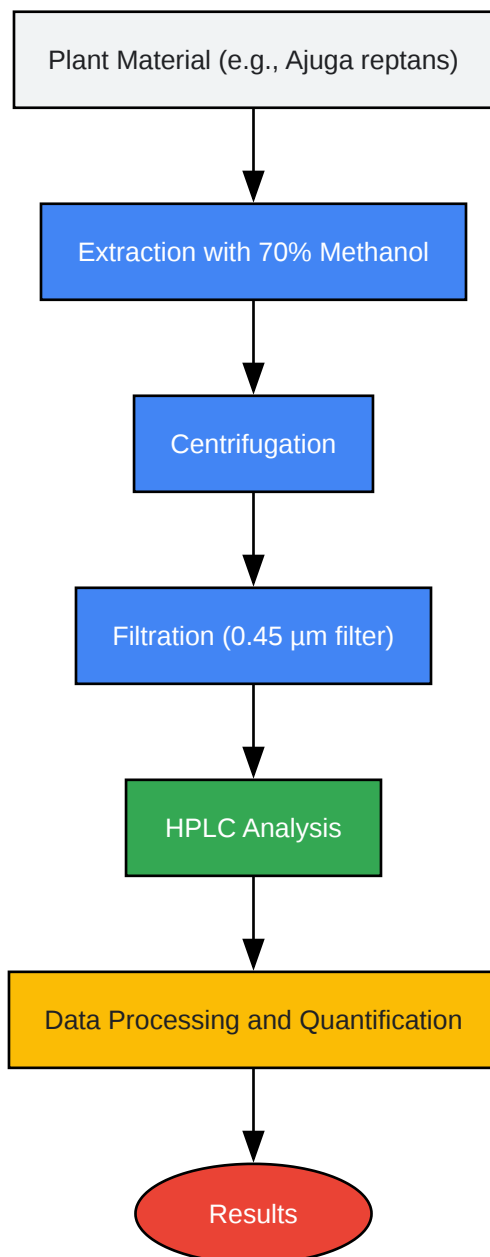 Plant Material (e.g., Ajuga reptans)
Extraction with 70% Methanol
Centrifugation
Filtration (0.45 µm filter)
HPLC Analysis
Data Processing and Quantification
Results